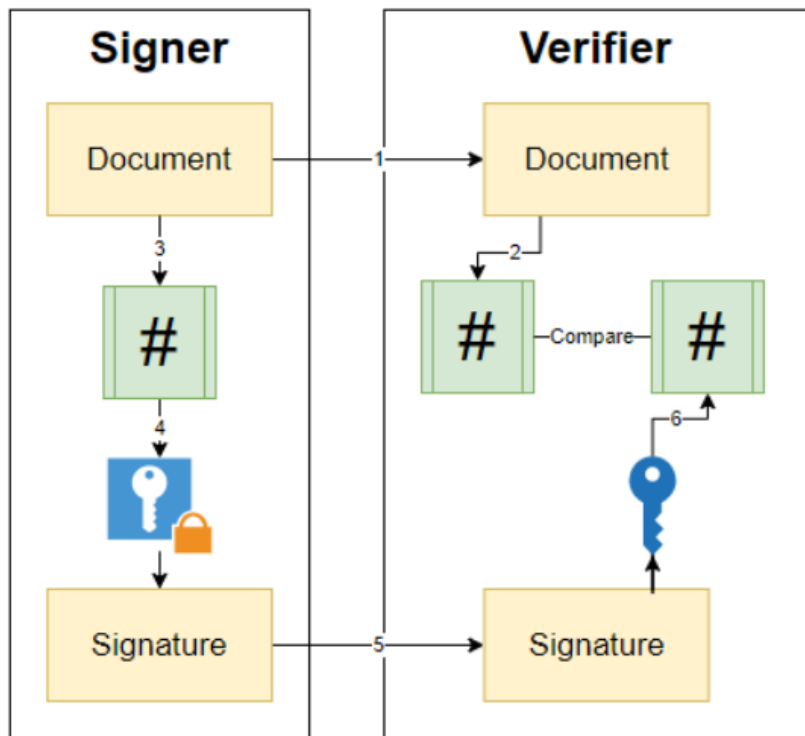 Signer
Verifier
Document
1
Document
3
2
#
#
Compare
#
4
6
Signature
5
Signature